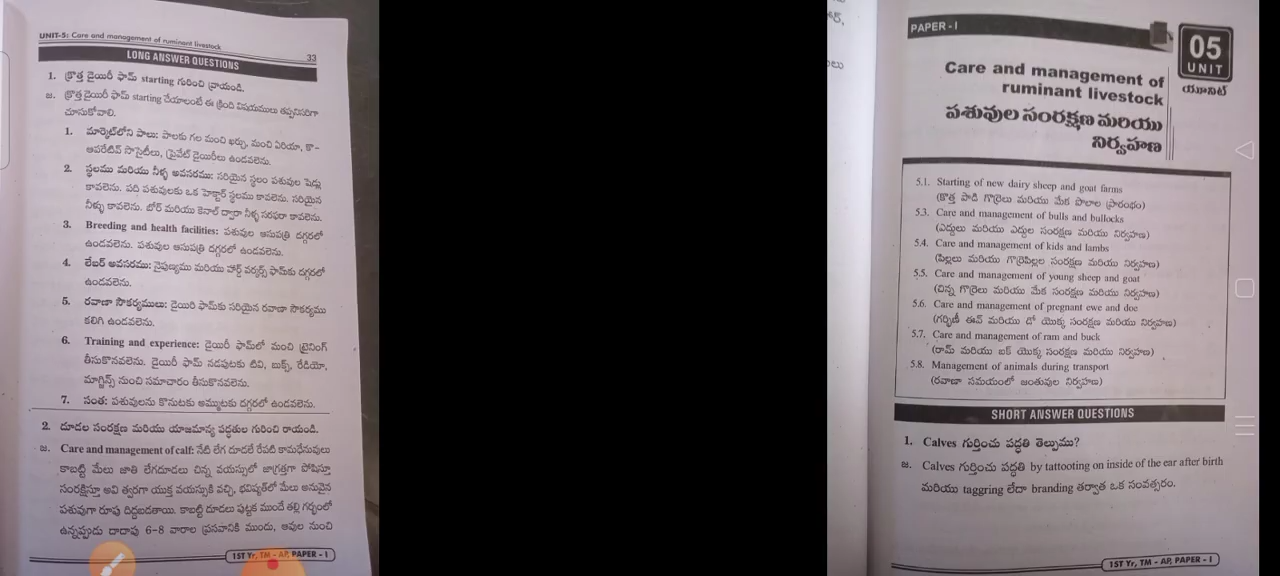 UNIT-5: Care and management of ruminant livestock
33
LONG ANSWER QUESTIONS
1. క్రొత్త డైయిరీ ఫామ్ starting గురించి వ్రాయండి.
జ. క్రొత్త డైయిరీ ఫామ్ starting చేయాలంటే ఈ క్రింది విషయములు తప్పనిసరిగా
చూసుకోవాలి.
1. మార్కెట్‌లోని పాలు: పాలకు గల మంచి ఖర్చు, మంచి ఏరియా, కొ-
ఆపరేటివ్ సొసైటీలు, ప్రైవేట్ డైయిరీలు ఉండవలెను.
2. స్థలము మరియు నీళ్ళ అవసరము: సరియైన స్థలం పశువుల షెడ్లు
కావలెను. పది పశువులకు ఒక హెక్టార్ స్థలము కావలెను. సరియైన
నీళ్ళు కావలెను. బోర్ మరియు కెనాల్ ద్వారా నీళ్ళ సరఫరా కావలెను.
3. Breeding and health facilities: పశువుల ఆసుపత్రి దగ్గరలో
ఉండవలెను. పశువుల ఆసుపత్రి దగ్గరలో ఉండవలెను.
4. లేబర్ అవసరము: నైపుణ్యము మరియు హార్డ్ వర్కర్స్ ఫామ్‌కు దగ్గరలో
ఉండవలెను.
5. రవాణా సౌకర్యములు: డైయిరి ఫామ్‌కు సరియైన రవాణా సౌకర్యము
కలిగి ఉండవలెను.
6. Training and experience: డైయిరీ ఫామ్‌లో మంచి ట్రైనింగ్
తీసుకొనవలెను. డైయిరీ ఫామ్ నడపుటకు టివి, బుక్స్, రేడియో,
మాగ్జిన్స్ నుంచి సమాచారం తీసుకొనవలెను.
7. సంత: పశువులను కొనుటకు అమ్ముటకు దగ్గరలో ఉండవలెను.
2. దూడల సంరక్షణ మరియు యాజమాన్య పద్ధతుల గురించి రాయండి.
జ. Care and management of calf: నేటి లేగ దూడలే రేపటి కామధేనువులు
కాబట్టి మేలు జాతి లేగదూడలు చిన్న వయస్సులో జాగ్రత్తగా పోషిస్తూ
సంరక్షిస్తూ అవి త్వరగా యుక్త వయస్సుకి వచ్చి, భవిష్యత్‌లో మేలు అనువైన
పశువుగా రూపు దిద్దబడతాయి. కాబట్టి దూడలు పుట్టక ముందే తల్లి గర్భంలో
ఉన్నప్పుడు దాదాపు 6-8 వారాల ప్రసవానికి ముందు, ఆవుల నుంచి
1ST Yr, TM - AP, PAPER - I
PAPER - I
05
UNIT
యూనిట్
Care and management of
ruminant livestock
పశువుల సంరక్షణ మరియు
నిర్వహణ
5.1. Starting of new dairy sheep and goat farms
(కొత్త పాడి గొర్రెలు మరియు మేక పొలాల ప్రారంభం)
5.3. Care and management of bulls and bullocks
(ఎద్దులు మరియు ఎద్దుల సంరక్షణ మరియు నిర్వహణ)
5.4. Care and management of kids and lambs
(పిల్లలు మరియు గొర్రెపిల్లల సంరక్షణ మరియు నిర్వహణ)
5.5. Care and management of young sheep and goat
(చిన్న గొర్రెలు మరియు మేక సంరక్షణ మరియు నిర్వహణ)
5.6. Care and management of pregnant ewe and doe
(గర్భిణీ ఈవ్ మరియు డో యొక్క సంరక్షణ మరియు నిర్వహణ)
5.7. Care and management of ram and buck
(రామ్ మరియు బక్ యొక్క సంరక్షణ మరియు నిర్వహణ)
5.8. Management of animals during transport
(రవాణా సమయంలో జంతువుల నిర్వహణ)
SHORT ANSWER QUESTIONS
1. Calves గుర్తించు పద్ధతి తెల్పుము?
జ. Calves గుర్తించు పద్ధతి by tattooting on inside of the ear after birth
మరియు taggring లేదా branding తర్వాత ఒక సంవత్సరం.
1ST Yr, TM - AP, PAPER - I